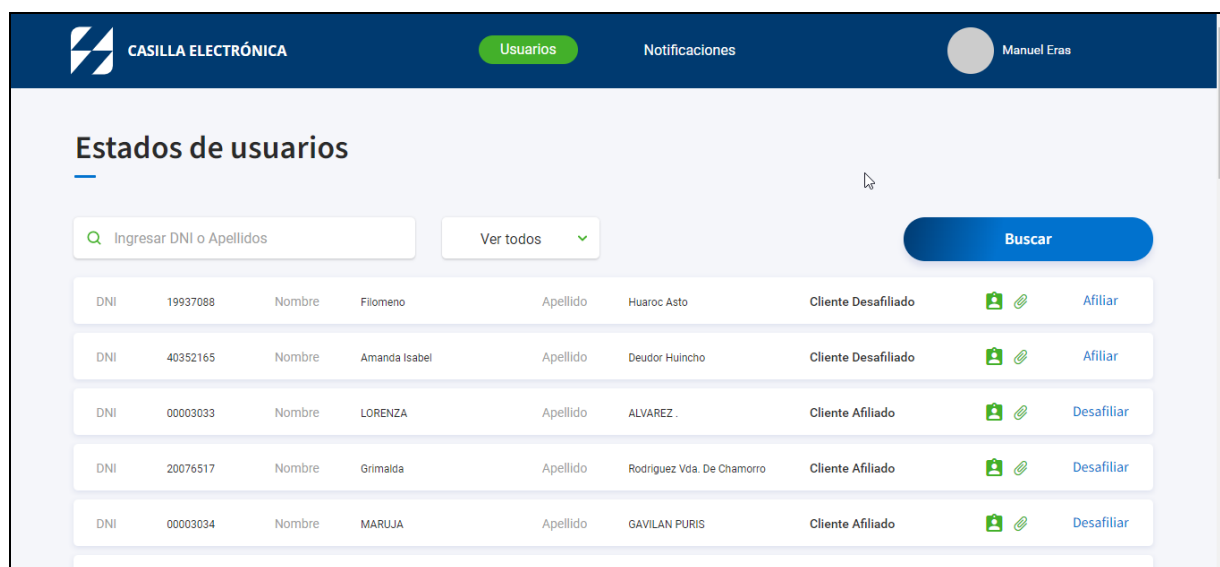 CASILLA ELECTRÓNICA Usuarios Notificaciones Manuel Eras
Estados de usuarios
Ingresar DNI o Apellidos Ver todos Buscar
DNI 19937088 Nombre Filomeno Apellido Huaroc Asto Cliente Desafiliado Afiliar
DNI 40352165 Nombre Amanda Isabel Apellido Deudor Huincho Cliente Desafiliado Afiliar
DNI 00003033 Nombre LORENZA Apellido ALVAREZ . Cliente Afiliado Desafiliar
DNI 20076517 Nombre Grimalda Apellido Rodriguez Vda. De Chamorro Cliente Afiliado Desafiliar
DNI 00003034 Nombre MARUJA Apellido GAVILAN PURIS Cliente Afiliado Desafiliar